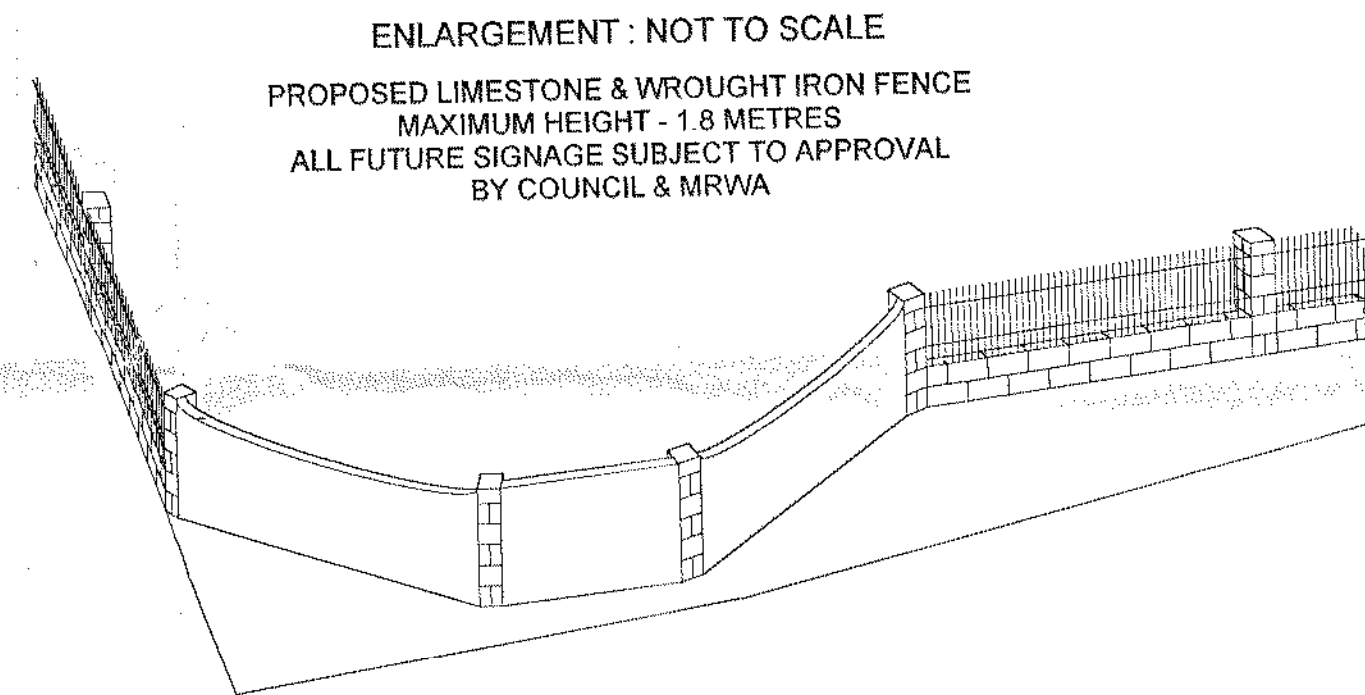 ENLARGEMENT : NOT TO SCALE
PROPOSED LIMESTONE & WROUGHT IRON FENCE
MAXIMUM HEIGHT - 1.8 METRES
ALL FUTURE SIGNAGE SUBJECT TO APPROVAL
BY COUNCIL & MRWA